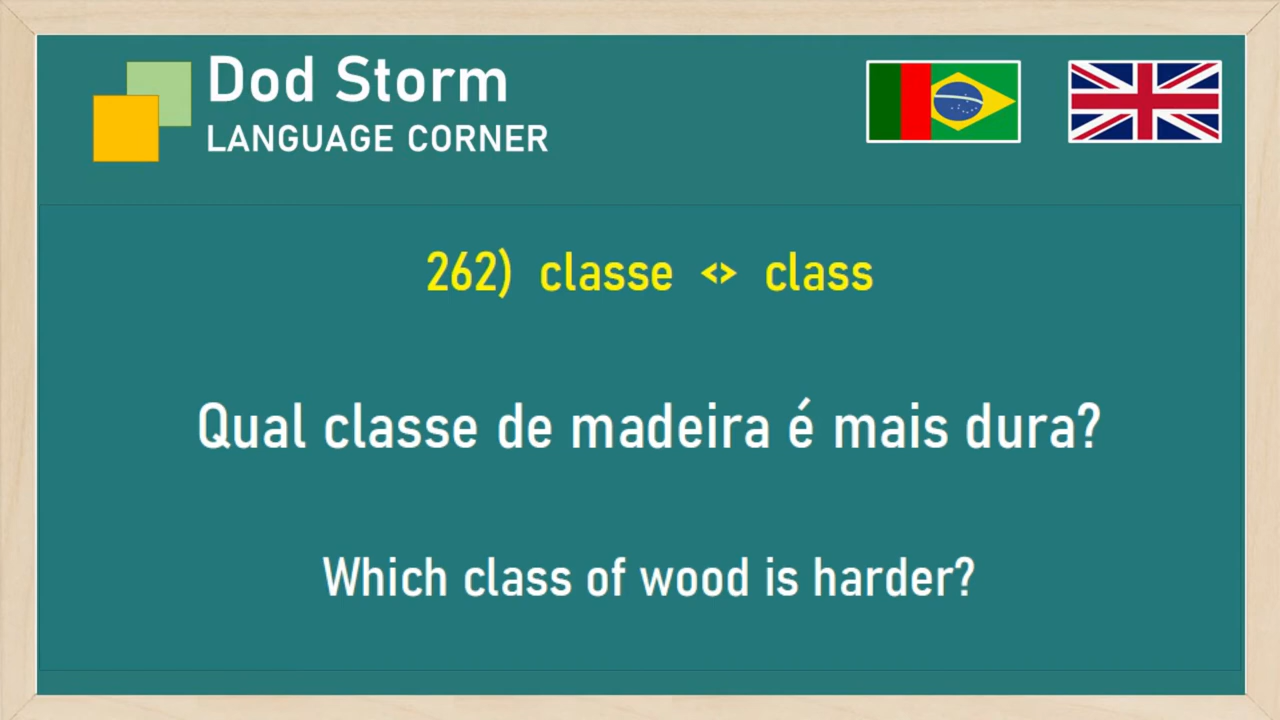 Dod Storm
LANGUAGE CORNER
262) classe <> class
Qual classe de madeira é mais dura?
Which class of wood is harder?